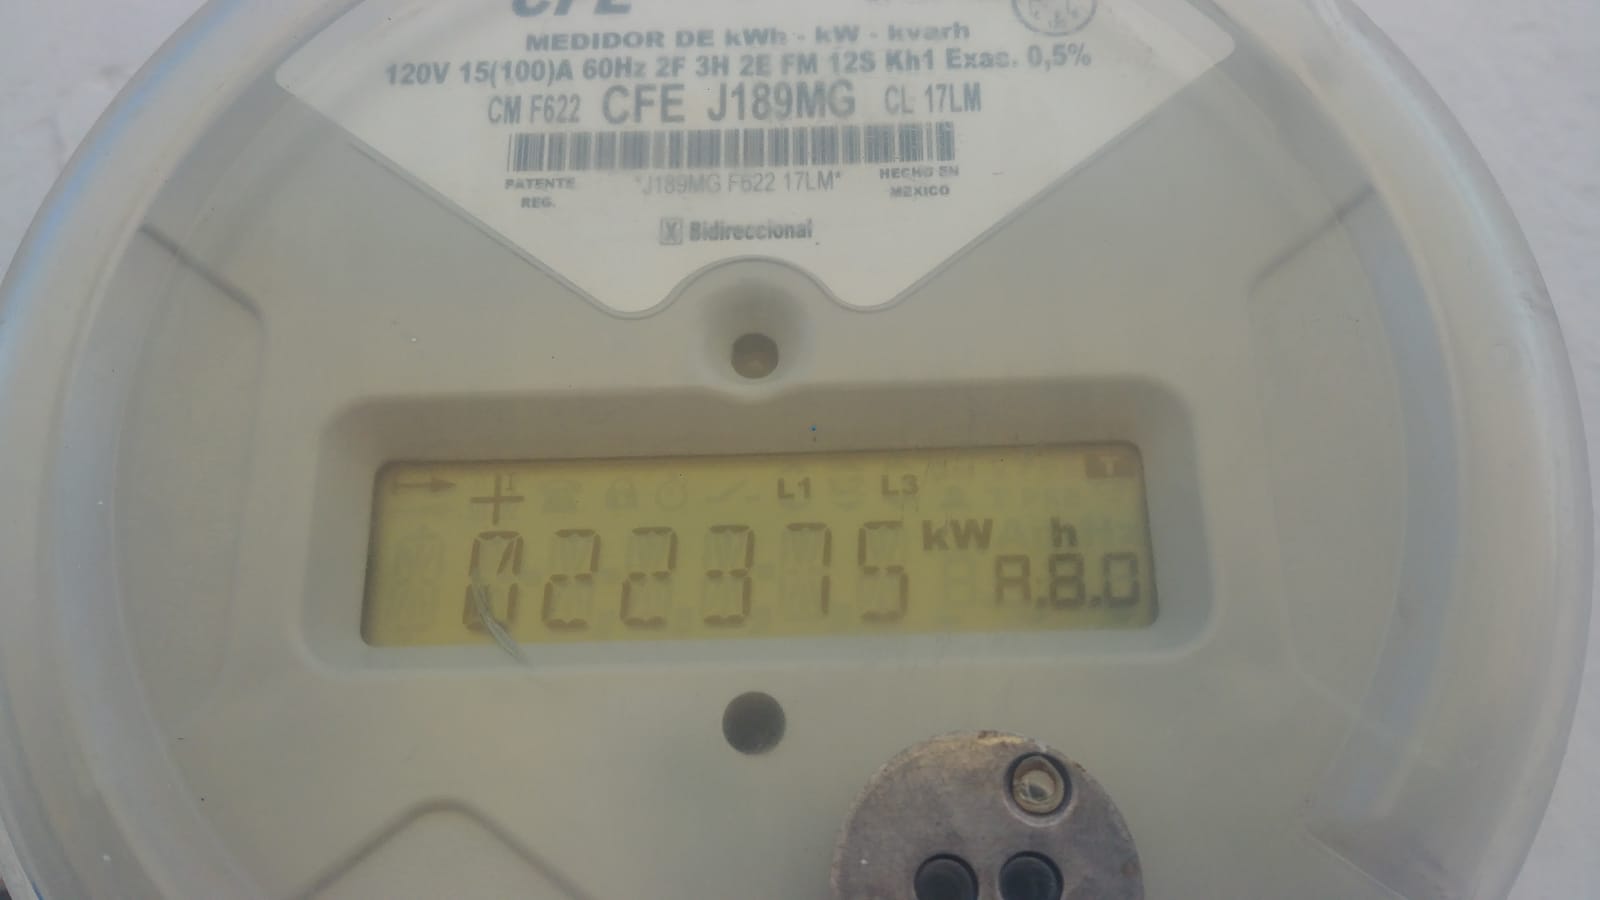 CFE
MEDIDOR DE kWh - kW - kvarh
120V 15(100)A 60Hz 2F 3H 2E FM 12S Kh1 Exac. 0,5%
CM F622 CFE J189MG CL 17LM
PATENTE REG. *J189MG F622 17LM* HECHO EN MEXICO
X Bidireccional
L1 L3 T
022375 kW h A.8.0